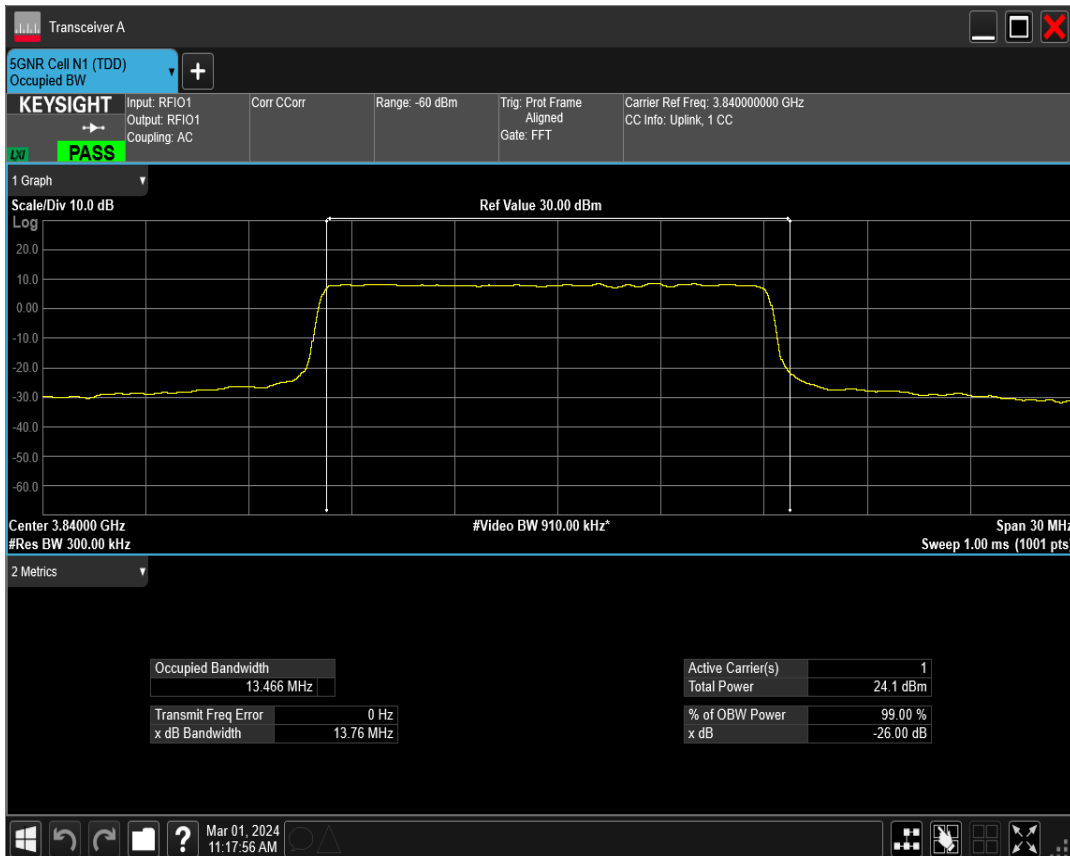 Transceiver A
5GNR Cell N1 (TDD)
Occupied BW
+
KEYSIGHT
LXI
PASS
Input: RFIO1
Output: RFIO1
Coupling: AC
Corr CCorr
Range: -60 dBm
Trig: Prot Frame
Aligned
Gate: FFT
Carrier Ref Freq: 3.840000000 GHz
CC Info: Uplink, 1 CC
1 Graph
Scale/Div 10.0 dB
Ref Value 30.00 dBm
Log
20.0
10.0
0.00
-10.0
-20.0
-30.0
-40.0
-50.0
-60.0
Center 3.84000 GHz
#Video BW 910.00 kHz*
Span 30 MHz
#Res BW 300.00 kHz
Sweep 1.00 ms (1001 pts)
2 Metrics
Occupied Bandwidth
13.466 MHz
Transmit Freq Error 0 Hz
x dB Bandwidth 13.76 MHz
Active Carrier(s) 1
Total Power 24.1 dBm
% of OBW Power 99.00 %
x dB -26.00 dB
?
Mar 01, 2024
11:17:56 AM